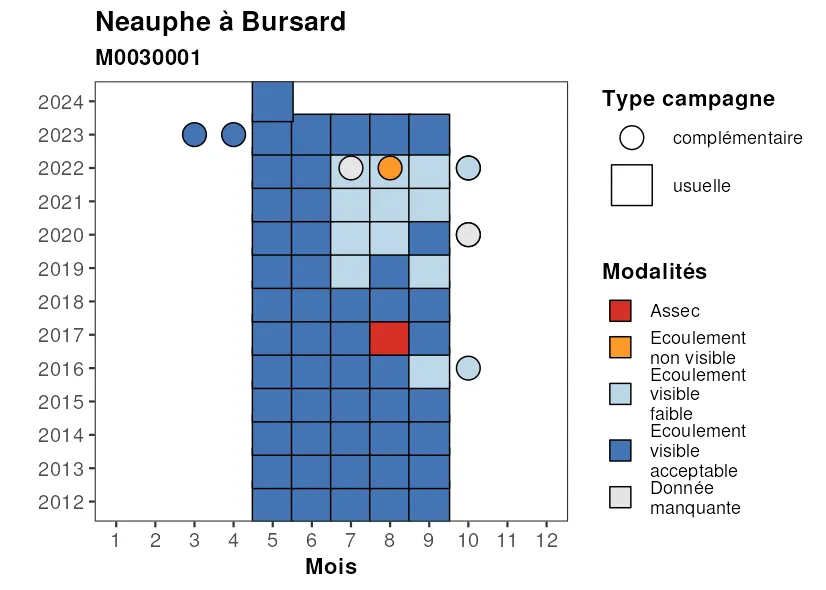 Neauphe à Bursard
M0030001
2024
2023
2022
2021
2020
2019
2018
2017
2016
2015
2014
2013
2012
1 2 3 4 5 6 7 8 9 10 11 12
Mois
Type campagne
complémentaire
usuelle
Modalités
Assec
Ecoulement
non visible
Ecoulement
visible
faible
Ecoulement
visible
acceptable
Donnée
manquante